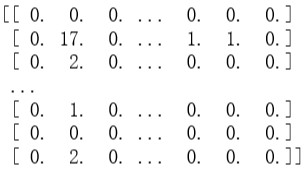 [[ 0. 0. 0. ... 0. 0. 0.]
[ 0. 17. 0. ... 1. 1. 0.]
[ 0. 2. 0. ... 0. 0. 0.]
...
[ 0. 1. 0. ... 0. 0. 0.]
[ 0. 0. 0. ... 0. 0. 0.]
[ 0. 2. 0. ... 0. 0. 0.]]